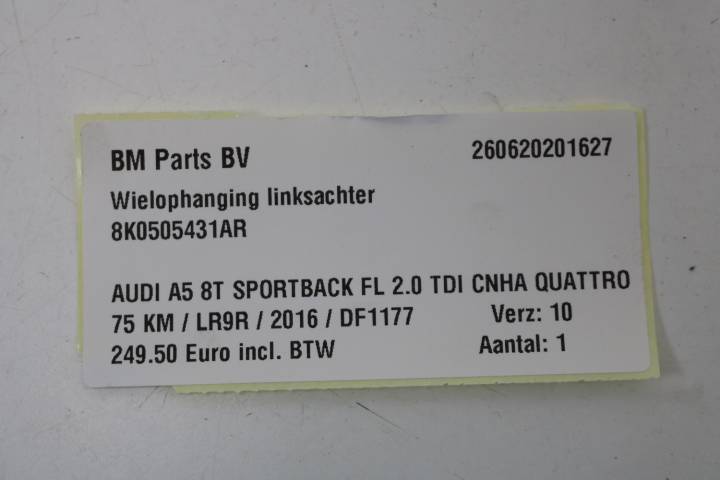 BM Parts BV 260620201627
Wielophanging linksachter
8K0505431AR
AUDI A5 8T SPORTBACK FL 2.0 TDI CNHA QUATTRO
75 KM / LR9R / 2016 / DF1177 Verz: 10
249.50 Euro incl. BTW Aantal: 1